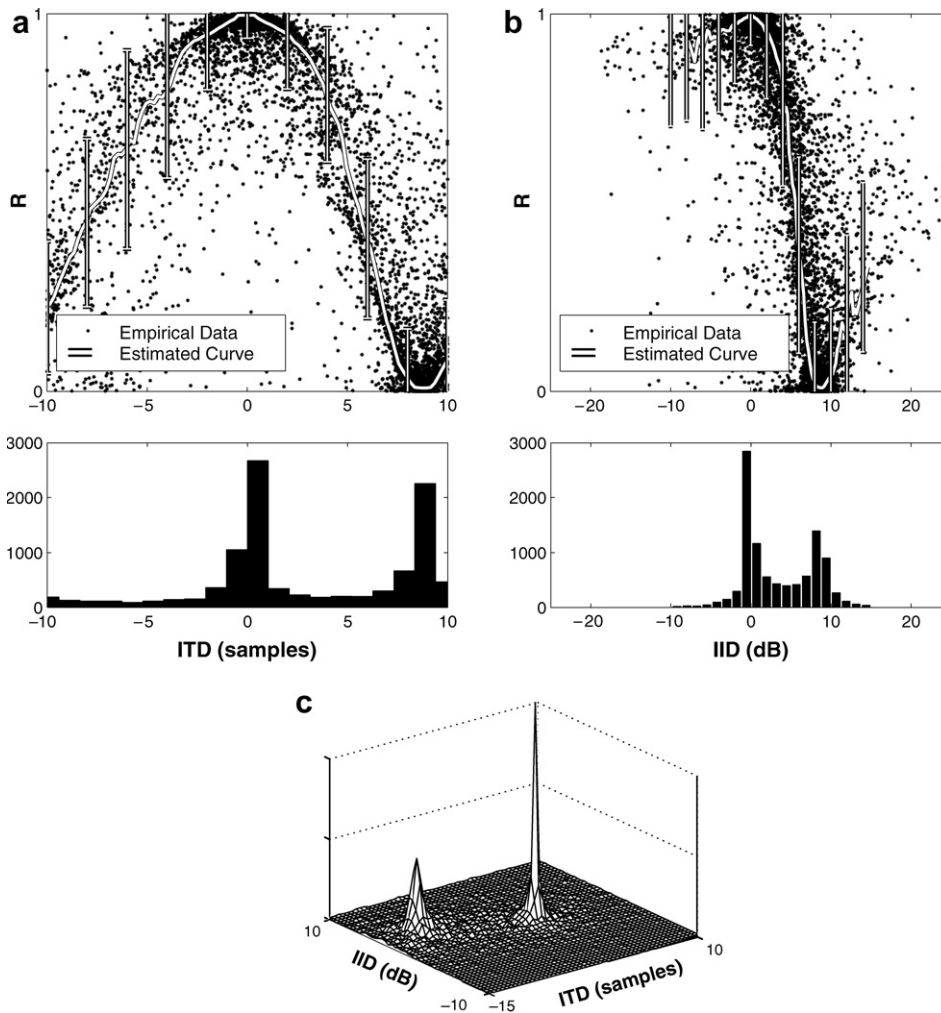 a
1
R
0
Empirical Data
Estimated Curve
−10 −5 0 5 10
3000
2000
1000
0
−10 −5 0 5 10
ITD (samples)
b
1
R
0
Empirical Data
Estimated Curve
−20 −10 0 10 20
3000
2000
1000
0
−20 −10 0 10 20
IID (dB)
c
10
IID (dB)
−10
−15
ITD (samples)
10